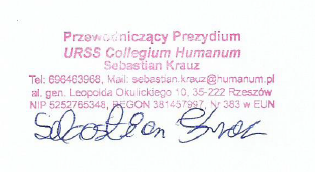 Przewodniczący Prezydium
URSS Collegium Humanum
Sebastian Krauz
Tel: 696463968, Mail: sebastian.krauz@humanum.pl
al. gen. Leopolda Okulickiego 10, 35-222 Rzeszów
NIP 5252765348, REGON 381457997, Nr 383 w EUN
Sebastian Krauz